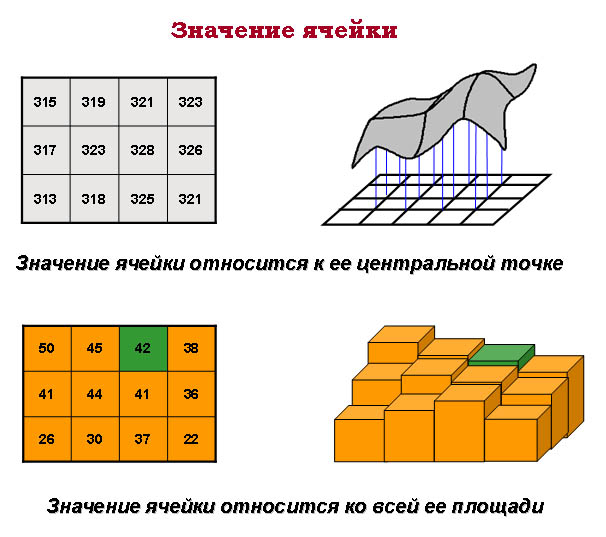 Значение ячейки
315 319 321 323
317 323 328 326
313 318 325 321
Значение ячейки относится к ее центральной точке
50 45 42 38
41 44 41 36
26 30 37 22
Значение ячейки относится ко всей ее площади